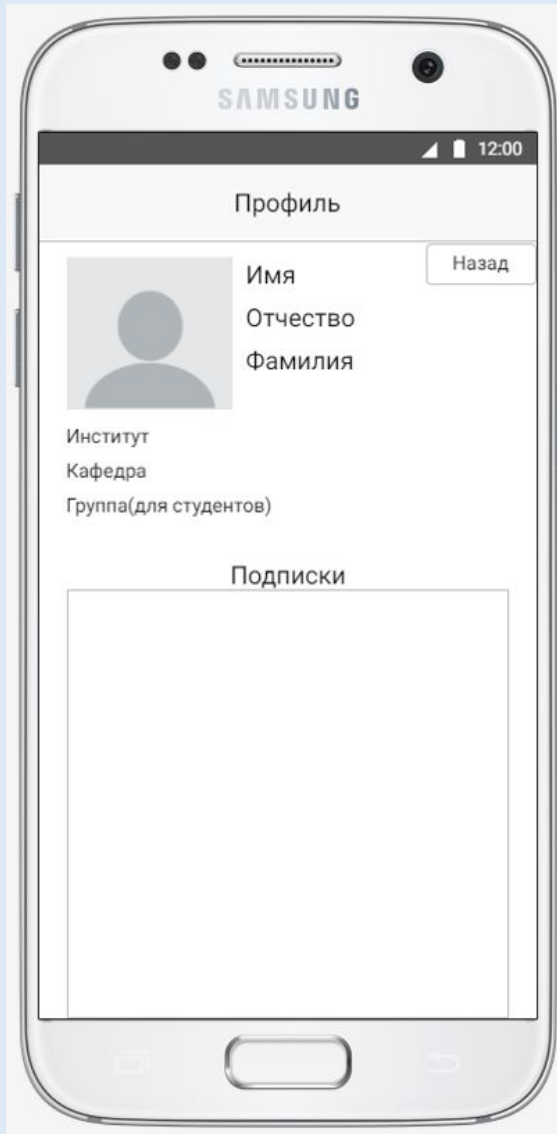 SAMSUNG
12:00
Профиль
Назад
Имя
Отчество
Фамилия
Институт
Кафедра
Группа(для студентов)
Подписки